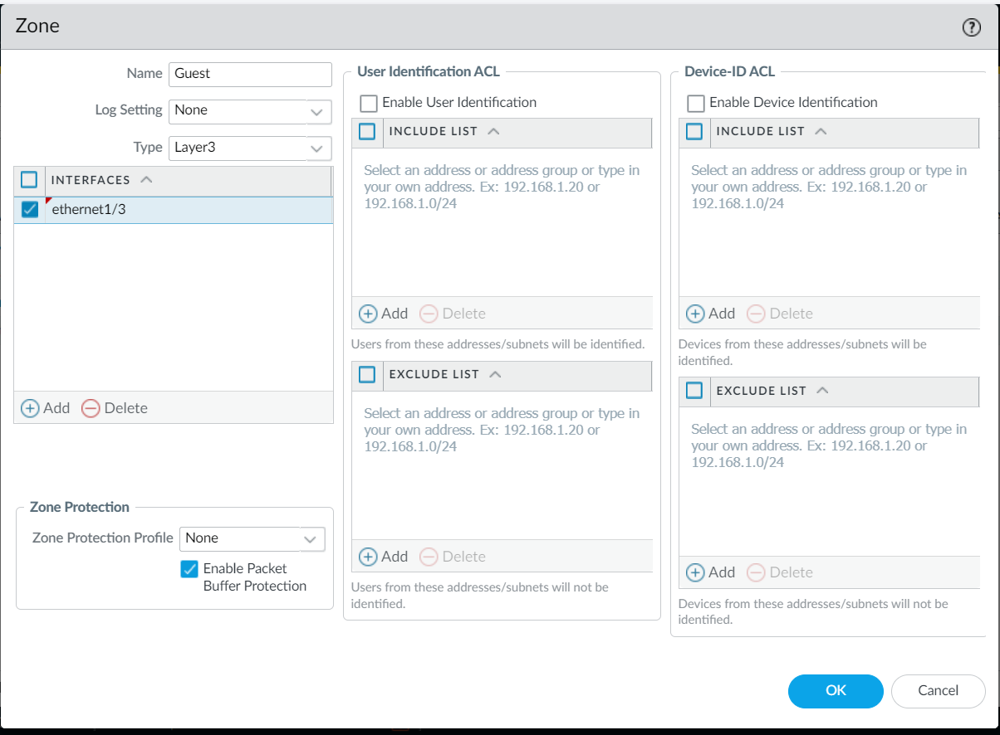 Zone
?
Name Guest
Log Setting None
Type Layer3
INTERFACES
ethernet1/3
Add Delete
Zone Protection
Zone Protection Profile None
Enable Packet
Buffer Protection
User Identification ACL
Enable User Identification
INCLUDE LIST
Select an address or address group or type in
your own address. Ex: 192.168.1.20 or
192.168.1.0/24
Add Delete
Users from these addresses/subnets will be identified.
EXCLUDE LIST
Select an address or address group or type in
your own address. Ex: 192.168.1.20 or
192.168.1.0/24
Add Delete
Users from these addresses/subnets will not be
identified.
Device-ID ACL
Enable Device Identification
INCLUDE LIST
Select an address or address group or type in
your own address. Ex: 192.168.1.20 or
192.168.1.0/24
Add Delete
Devices from these addresses/subnets will be
identified.
EXCLUDE LIST
Select an address or address group or type in
your own address. Ex: 192.168.1.20 or
192.168.1.0/24
Add Delete
Devices from these addresses/subnets will not be
identified.
OK Cancel